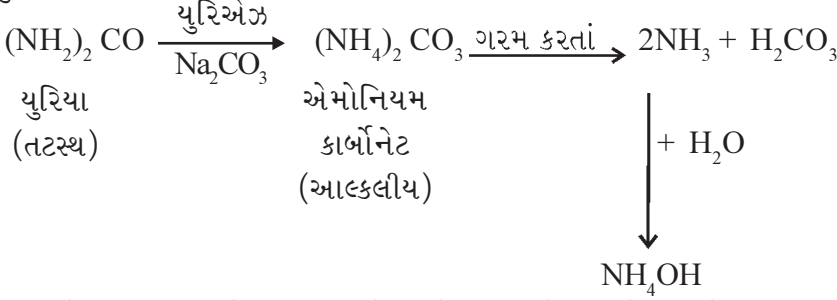 યુરિએઝ
(NH₂)₂ CO → (NH₄)₂ CO₃ ગરમ કરતાં → 2NH₃ + H₂CO₃
Na₂CO₃
યુરિયા એમોનિયમ
(તટસ્થ) કાર્બોનેટ + H₂O
(આલ્કલીય)
NH₄OH